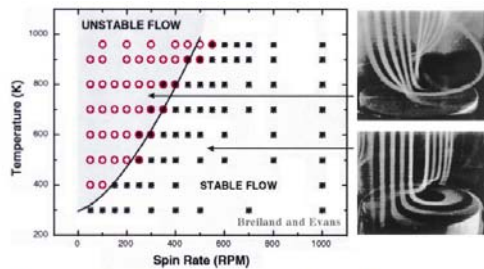 UNSTABLE FLOW
1000
800
600
400
200
Temperature (K)
STABLE FLOW
Breiland and Evans
0 200 400 600 800 1000
Spin Rate (RPM)